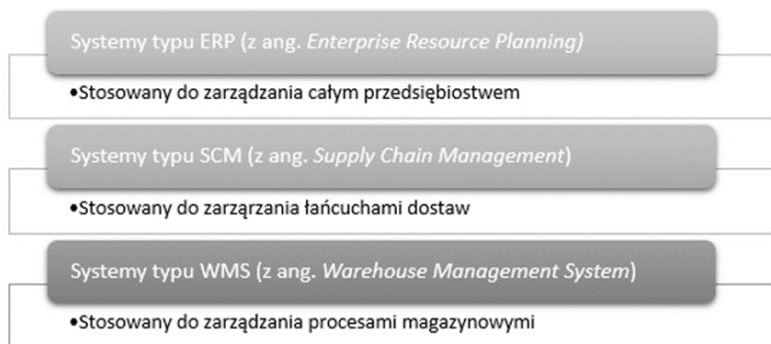 Systemy typu ERP (z ang. Enterprise Resource Planning)
•Stosowany do zarządzania całym przedsiębiostwem
Systemy typu SCM (z ang. Supply Chain Management)
•Stosowany do zarząrzania łańcuchami dostaw
Systemy typu WMS (z ang. Warehouse Management System)
•Stosowany do zarządzania procesami magazynowymi